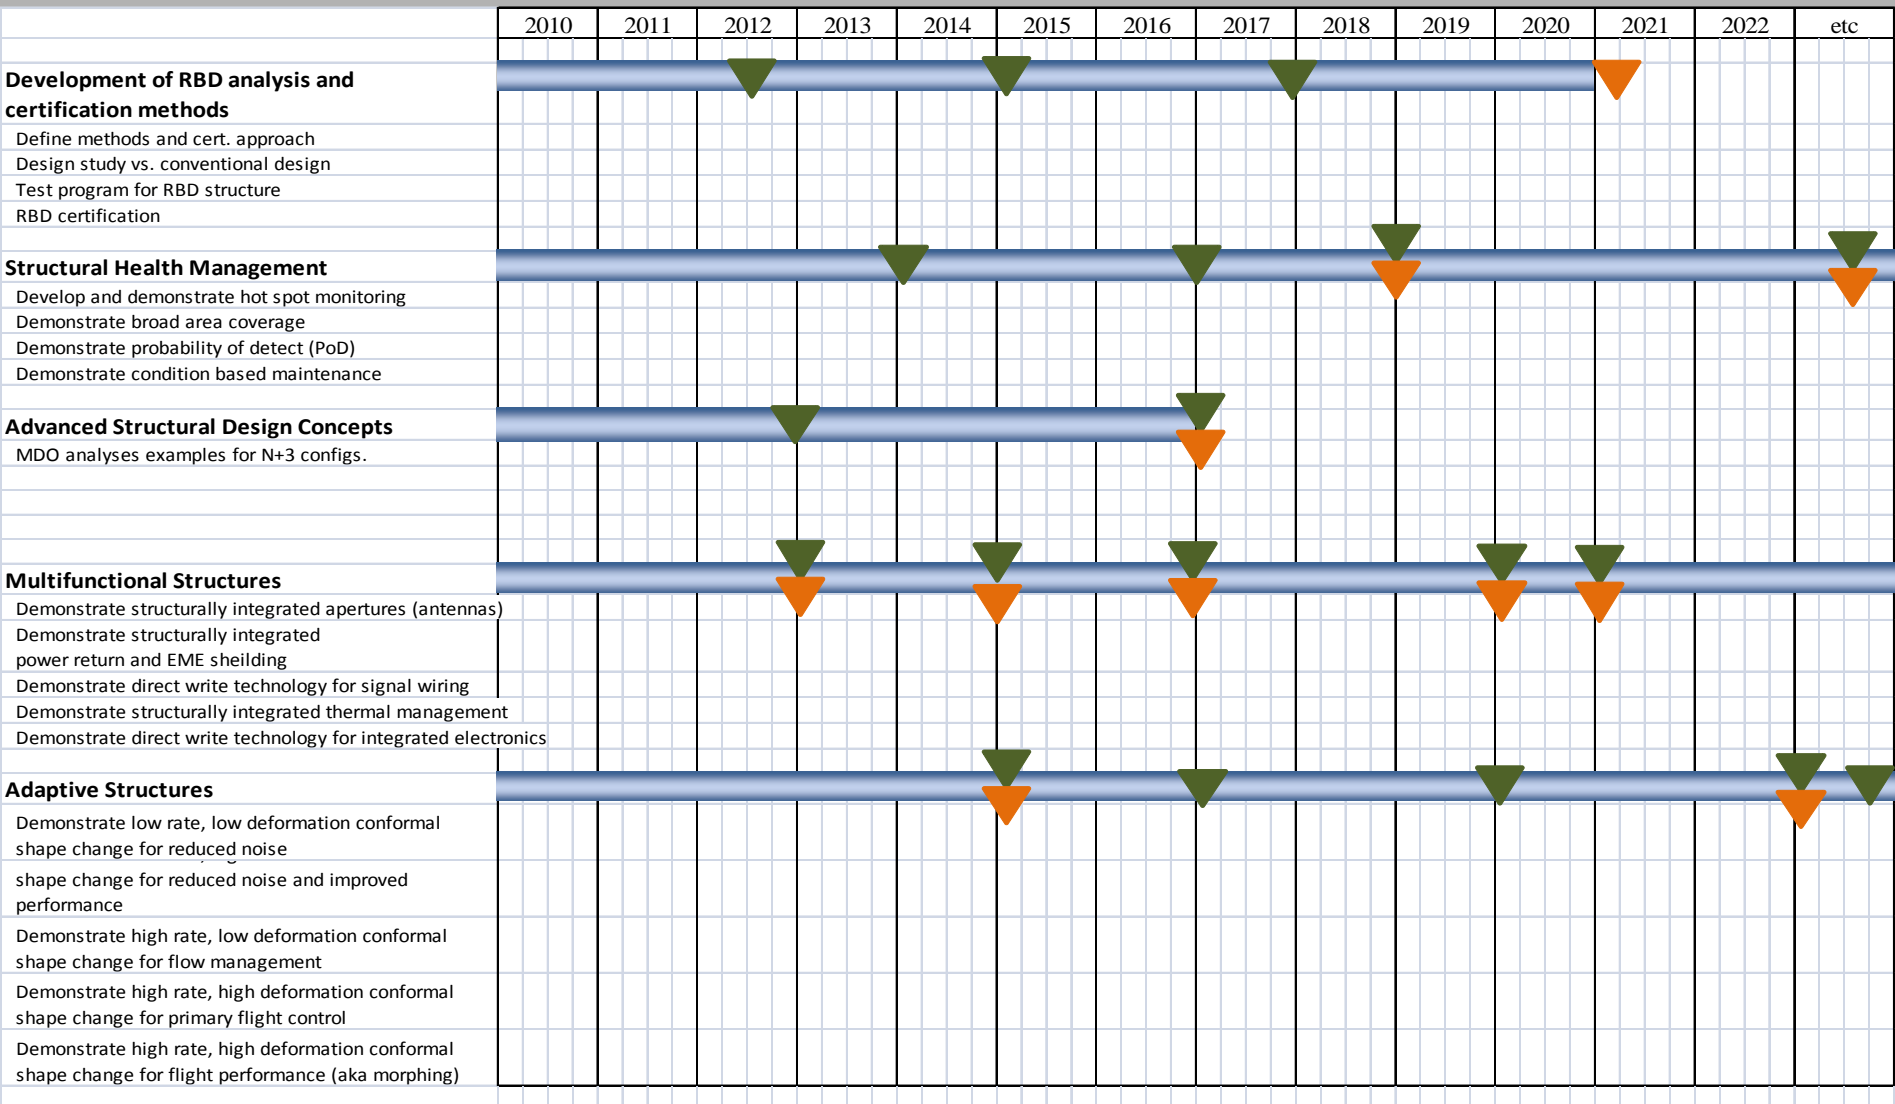 2010 2011 2012 2013 2014 2015 2016 2017 2018 2019 2020 2021 2022 etc
Development of RBD analysis and
certification methods
Define methods and cert. approach
Design study vs. conventional design
Test program for RBD structure
RBD certification
Structural Health Management
Develop and demonstrate hot spot monitoring
Demonstrate broad area coverage
Demonstrate probability of detect (PoD)
Demonstrate condition based maintenance
Advanced Structural Design Concepts
MDO analyses examples for N+3 configs.
Multifunctional Structures
Demonstrate structurally integrated apertures (antennas)
Demonstrate structurally integrated
power return and EME sheilding
Demonstrate direct write technology for signal wiring
Demonstrate structurally integrated thermal management
Demonstrate direct write technology for integrated electronics
Adaptive Structures
Demonstrate low rate, low deformation conformal
shape change for reduced noise
shape change for reduced noise and improved
performance
Demonstrate high rate, low deformation conformal
shape change for flow management
Demonstrate high rate, high deformation conformal
shape change for primary flight control
Demonstrate high rate, high deformation conformal
shape change for flight performance (aka morphing)